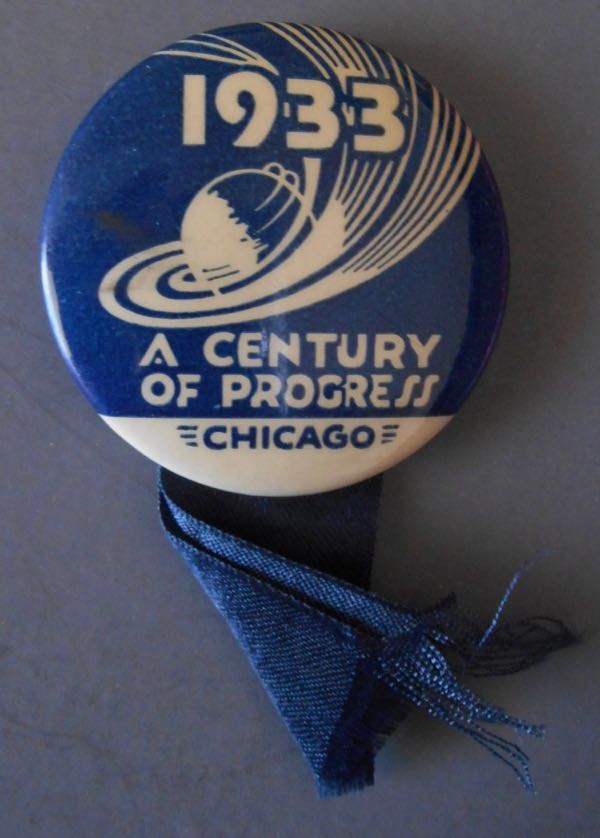 1933
A CENTURY
OF PROGRESS
CHICAGO